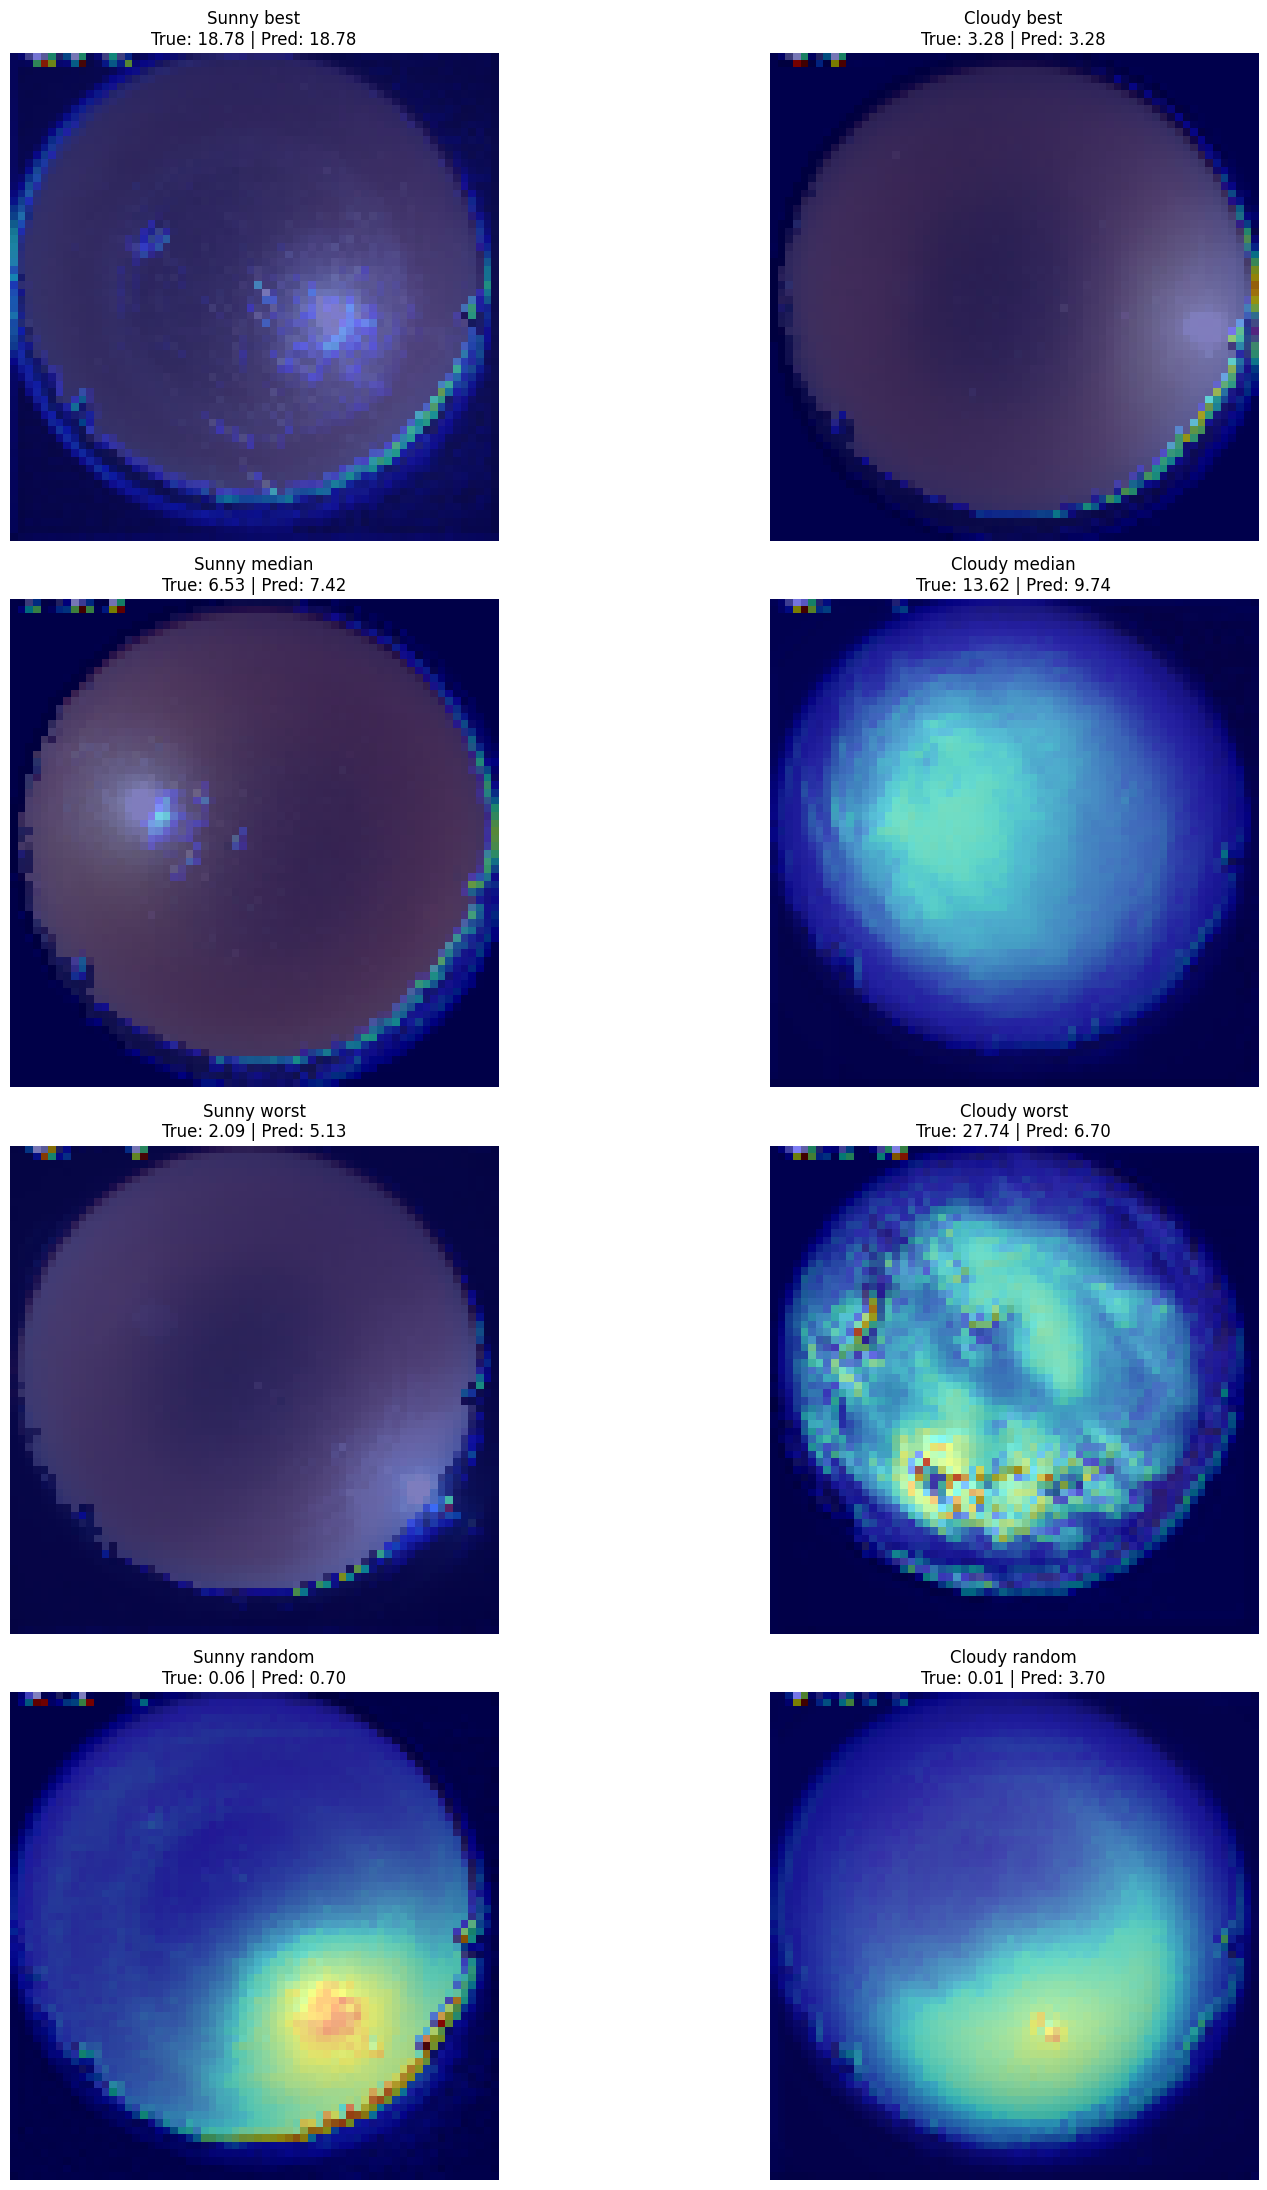 Sunny best
True: 18.78 | Pred: 18.78
Cloudy best
True: 3.28 | Pred: 3.28
Sunny median
True: 6.53 | Pred: 7.42
Cloudy median
True: 13.62 | Pred: 9.74
Sunny worst
True: 2.09 | Pred: 5.13
Cloudy worst
True: 27.74 | Pred: 6.70
Sunny random
True: 0.06 | Pred: 0.70
Cloudy random
True: 0.01 | Pred: 3.70